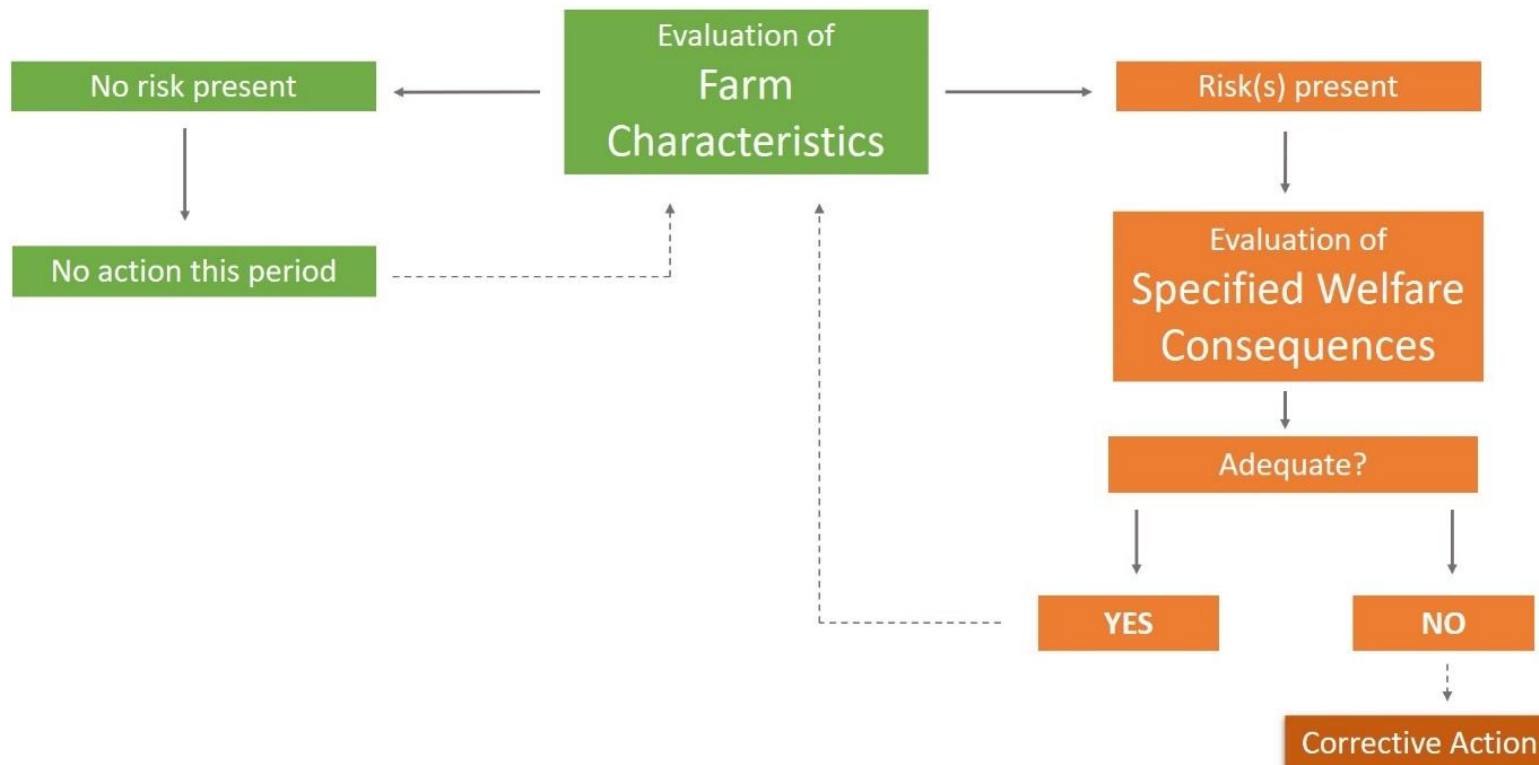 Evaluation of
Farm
Characteristics
No risk present
Risk(s) present
No action this period
Evaluation of
Specified Welfare
Consequences
Adequate?
YES
NO
Corrective Action